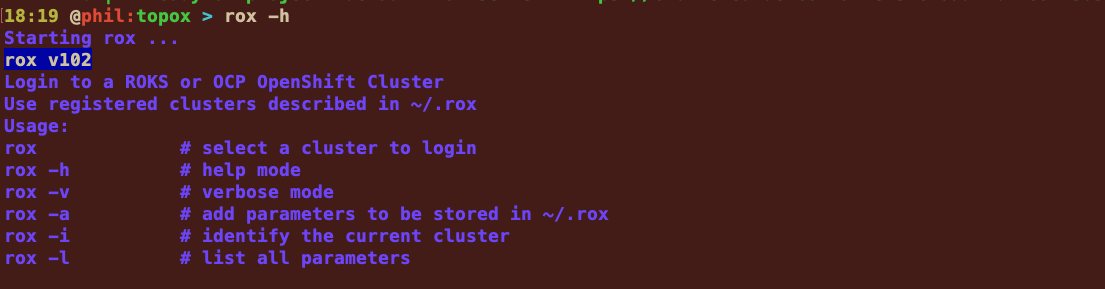 18:19 @phil:topox > rox -h
Starting rox ...
rox v102
Login to a ROKS or OCP OpenShift Cluster
Use registered clusters described in ~/.rox
Usage:
rox # select a cluster to login
rox -h # help mode
rox -v # verbose mode
rox -a # add parameters to be stored in ~/.rox
rox -i # identify the current cluster
rox -l # list all parameters